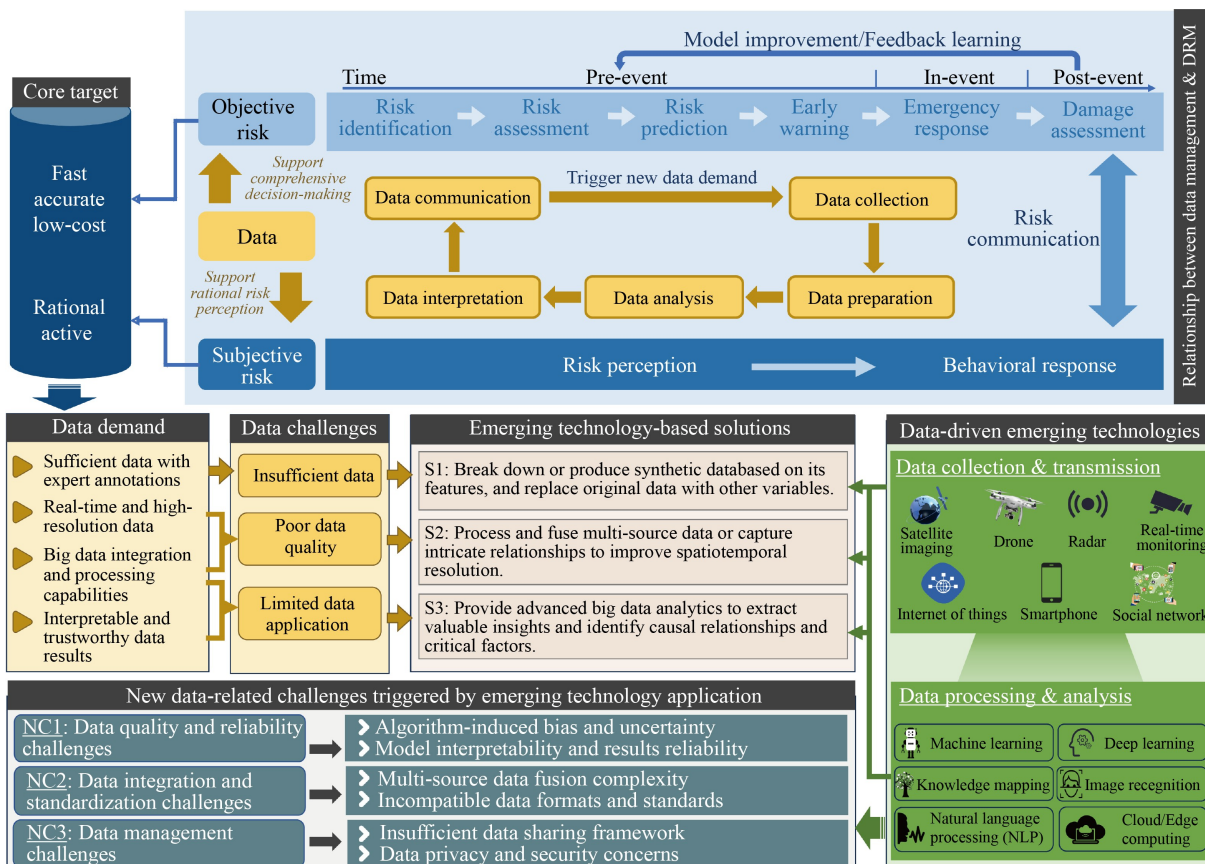 Model improvement/Feedback learning
Time
Pre-event
In-event
Post-event
Core target
Fast
accurate
low-cost
Rational
active
Objective
risk
Risk
identification
Risk
assessment
Risk
prediction
Early
warning
Emergency
response
Damage
assessment
Support
comprehensive
decision-making
Data
Support
rational risk
perception
Data communication
Trigger new data demand
Data collection
Data interpretation
Data analysis
Data preparation
Risk
communication
Subjective
risk
Risk perception
Behavioral response
Relationship between data management & DRM
Data demand
Sufficient data with
expert annotations
Real-time and high-
resolution data
Big data integration
and processing
capabilities
Interpretable and
trustworthy data
results
Data challenges
Insufficient data
Poor data
quality
Limited data
application
Emerging technology-based solutions
S1: Break down or produce synthetic databased on its
features, and replace original data with other variables.
S2: Process and fuse multi-source data or capture
intricate relationships to improve spatiotemporal
resolution.
S3: Provide advanced big data analytics to extract
valuable insights and identify causal relationships and
critical factors.
Data-driven emerging technologies
Data collection & transmission
Satellite
imaging
Drone
Radar
Real-time
monitoring
Internet of things
Smartphone
Social network
Data processing & analysis
Machine learning
Deep learning
Knowledge mapping
Image recegnition
Natural language
processing (NLP)
Cloud/Edge
computing
New data-related challenges triggered by emerging technology application
NC1: Data quality and reliability
challenges
Algorithm-induced bias and uncertainty
Model interpretability and results reliability
NC2: Data integration and
standardization challenges
Multi-source data fusion complexity
Incompatible data formats and standards
NC3: Data management
challenges
Insufficient data sharing framework
Data privacy and security concerns